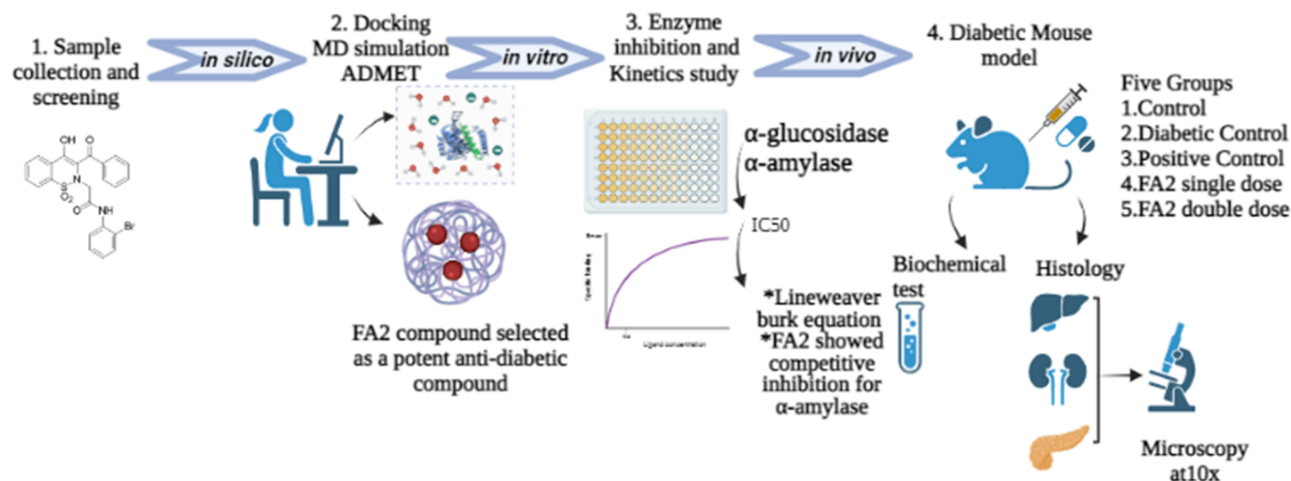 1. Sample
collection and
screening
in silico
2. Docking
MD simulation
ADMET
in vitro
3. Enzyme
inhibition and
Kinetics study
in vivo
4. Diabetic Mouse
model
OH
O
O
N
S
O2
O
NH
Br
FA2 compound selected
as a potent anti-diabetic
compound
α-glucosidase
α-amylase
IC50
Ligand concentration
*Lineweaver
burk equation
*FA2 showed
competitive
inhibition for
α-amylase
Five Groups
1.Control
2.Diabetic Control
3.Positive Control
4.FA2 single dose
5.FA2 double dose
Biochemical
test
Histology
Microscopy
at10x